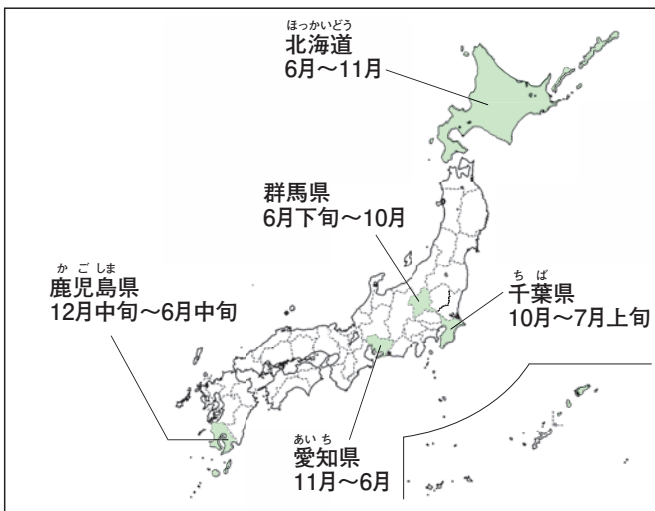 ほっかいどう
北海道
6月〜11月
群馬県
6月下旬〜10月
かごしま
鹿児島県
12月中旬〜6月中旬
ちば
千葉県
10月〜7月上旬
あいち
愛知県
11月〜6月